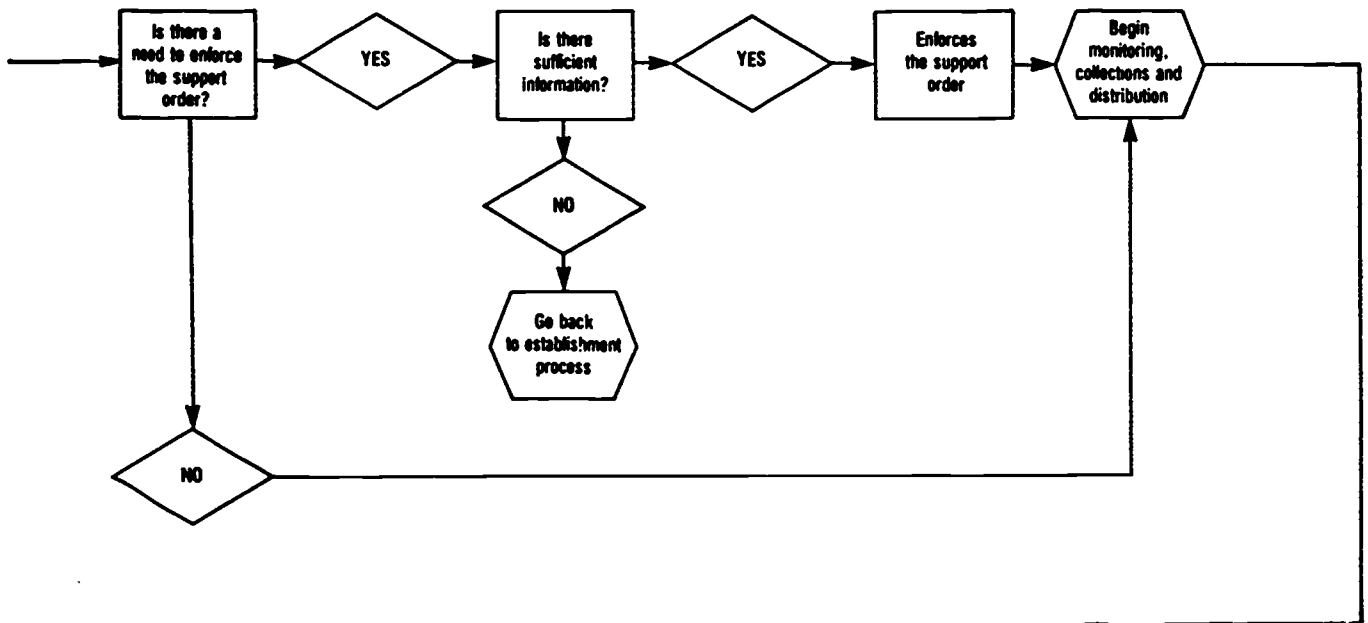 Is there a
need to enforce
the support
order?
YES
Is there
sufficient
information?
YES
Enforces
the support
order
Begin
monitoring,
collections and
distribution
NO
Go back
to establishment
process
NO